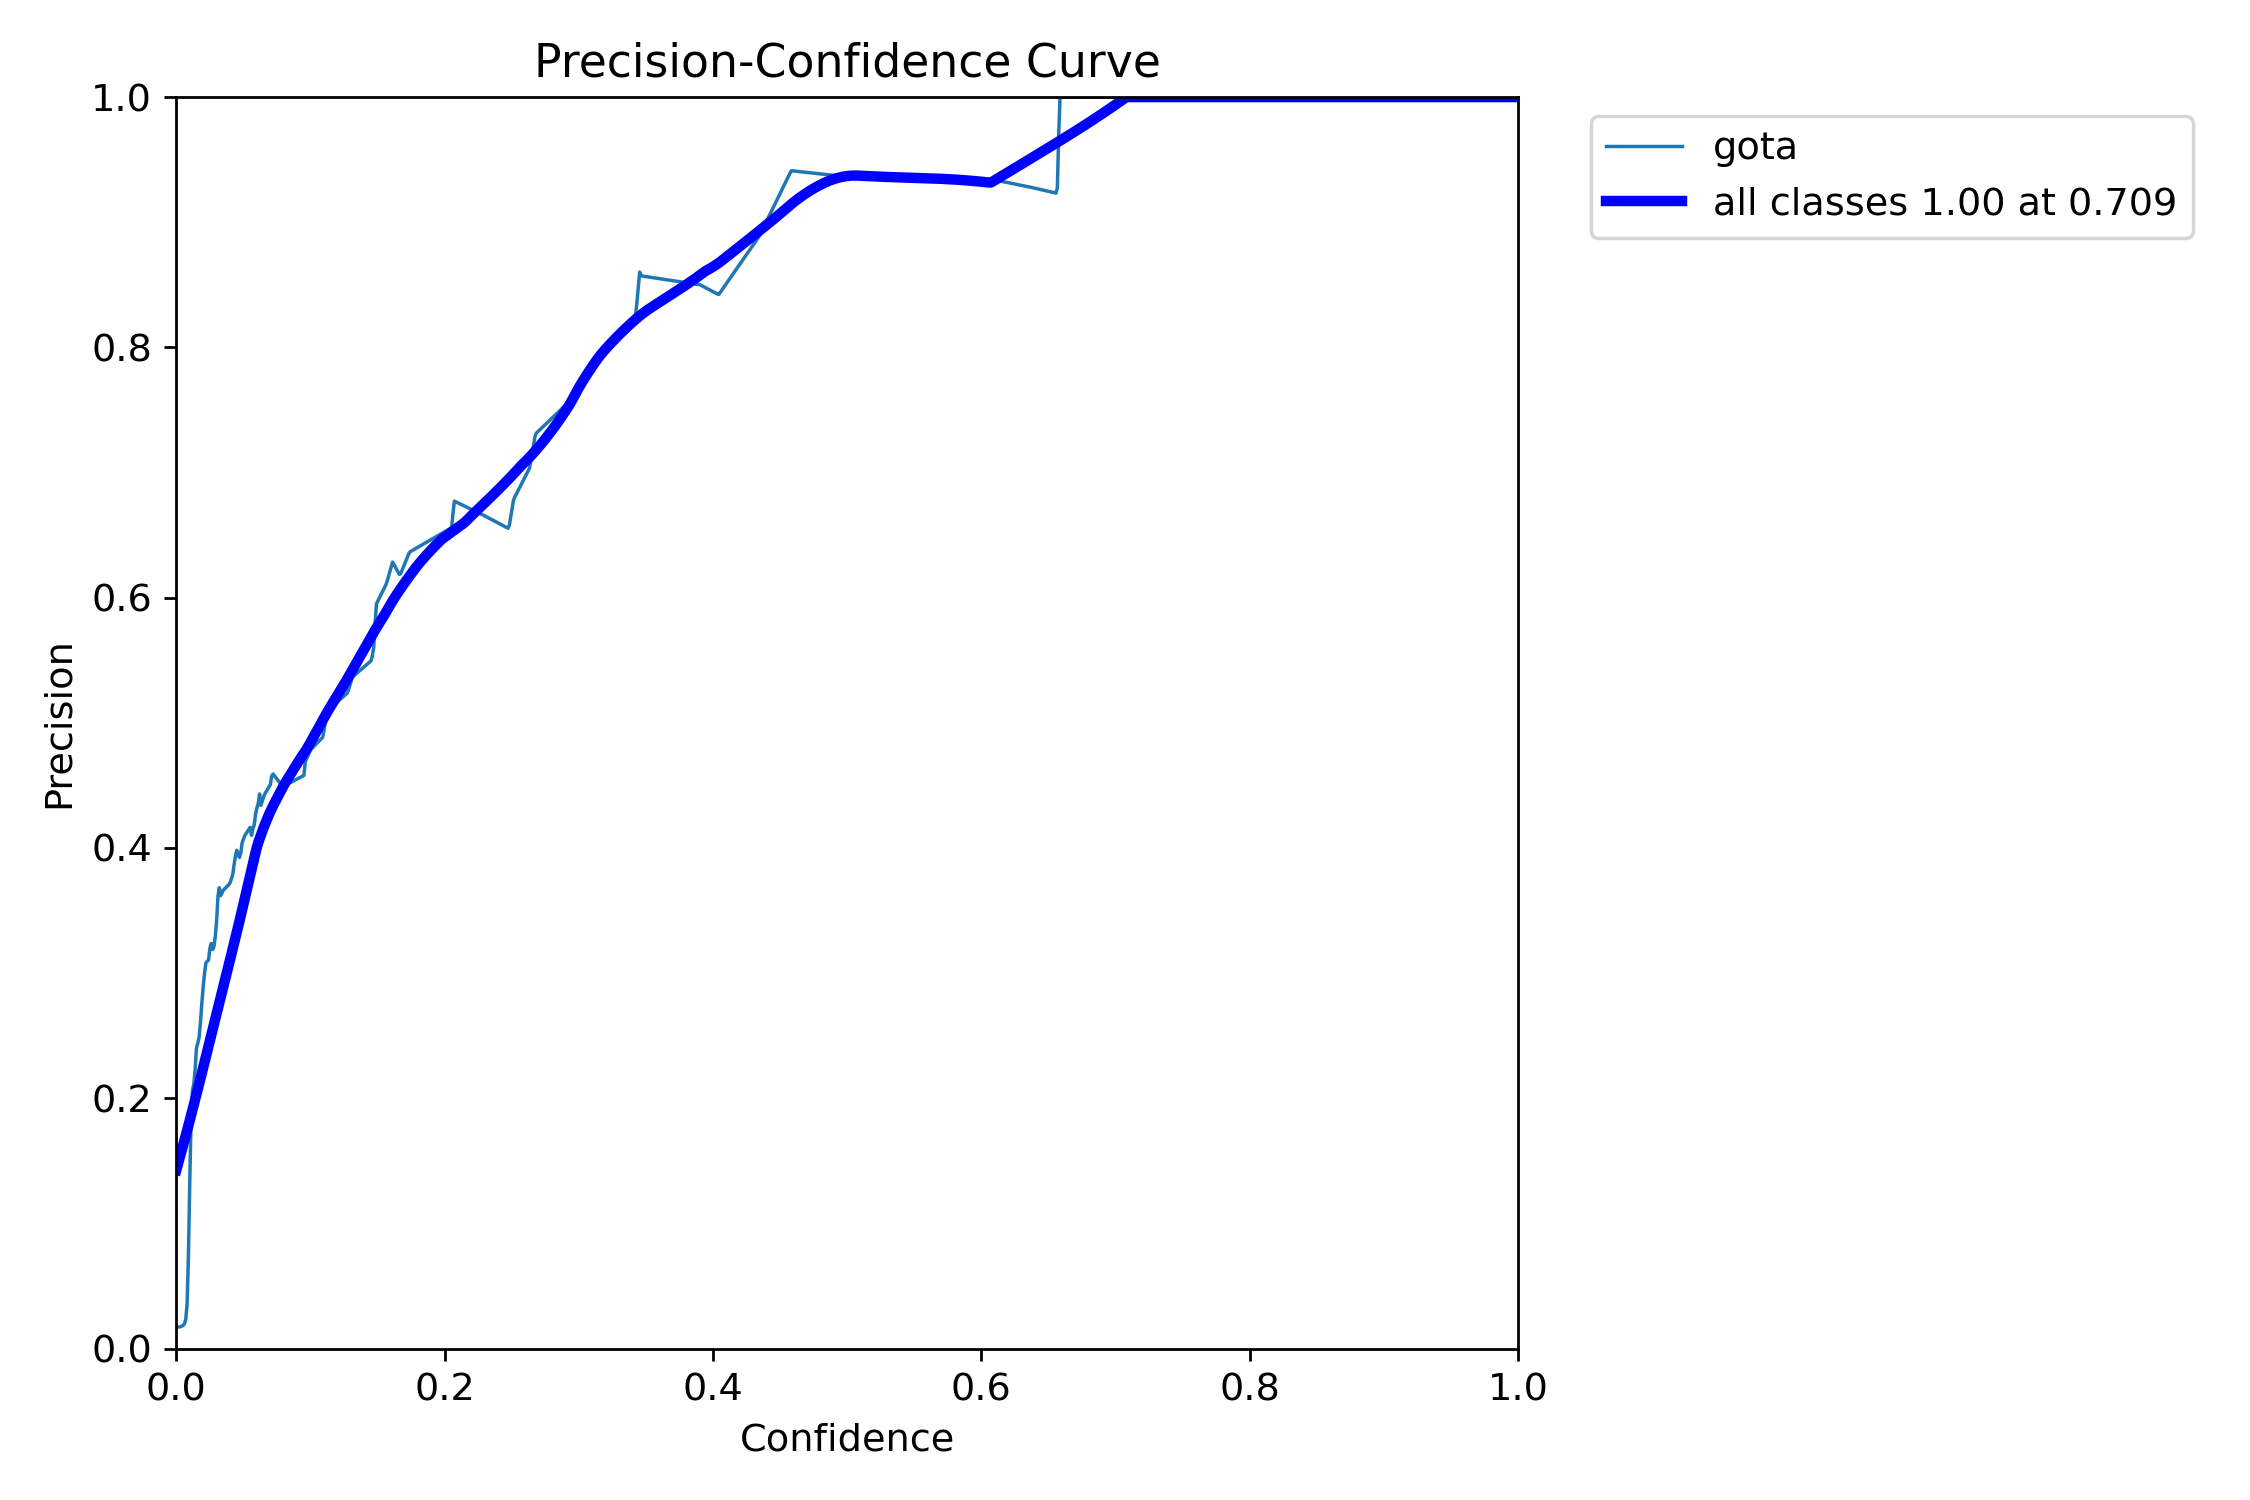 Precision-Confidence Curve
1.0
0.8
0.6
0.4
0.2
0.0
Precision
0.0 0.2 0.4 0.6 0.8 1.0
Confidence
gota
all classes 1.00 at 0.709